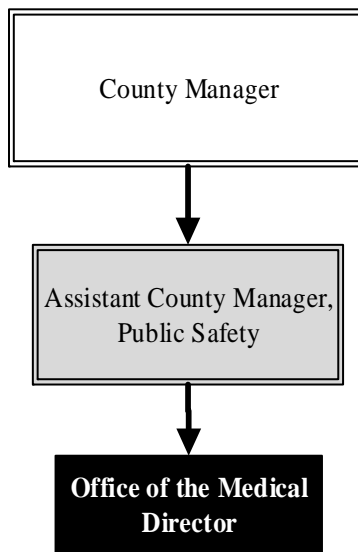 County Manager
Assistant County Manager,
Public Safety
Office of the Medical
Director